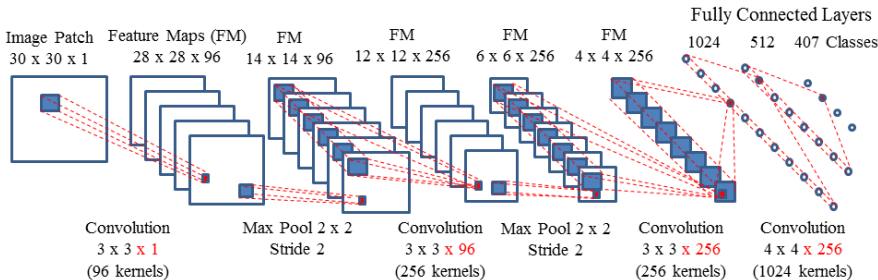 Fully Connected Layers
Image Patch
30 x 30 x 1
Feature Maps (FM)
28 x 28 x 96
FM
14 x 14 x 96
FM
12 x 12 x 256
FM
6 x 6 x 256
FM
4 x 4 x 256
1024
512
407 Classes
Convolution
3 x 3 x 1
(96 kernels)
Max Pool 2 x 2
Stride 2
Convolution
3 x 3 x 96
(256 kernels)
Max Pool 2 x 2
Stride 2
Convolution
3 x 3 x 256
(256 kernels)
Convolution
4 x 4 x 256
(1024 kernels)